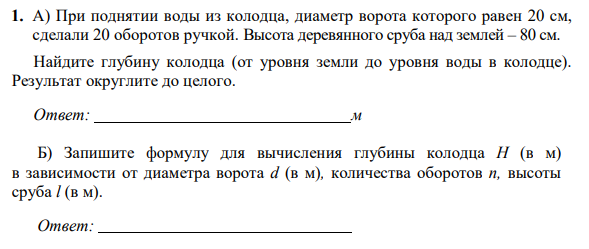 1. А) При поднятии воды из колодца, диаметр ворота которого равен 20 см,
сделали 20 оборотов ручкой. Высота деревянного сруба над землей – 80 см.
Найдите глубину колодца (от уровня земли до уровня воды в колодце).
Результат округлите до целого.
Ответ: ________________________________м
Б) Запишите формулу для вычисления глубины колодца H (в м)
в зависимости от диаметра ворота d (в м), количества оборотов n, высоты
сруба l (в м).
Ответ: ________________________________